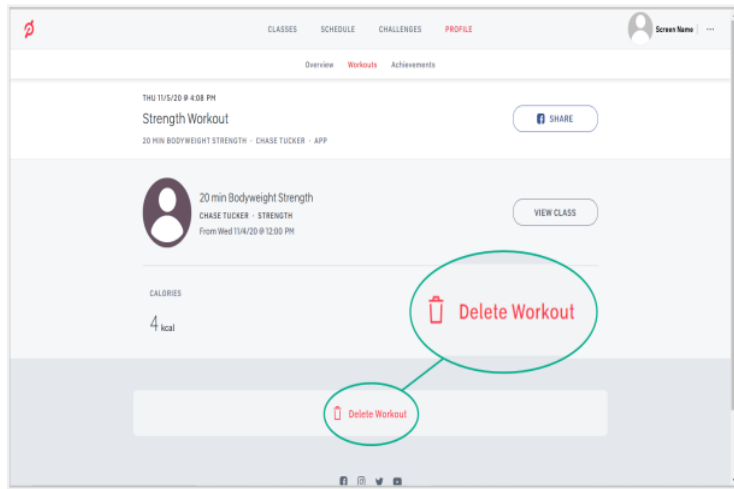 CLASSES SCHEDULE CHALLENGES PROFILE Screen Name
Overview Workouts Achievements
THU 11/5/20 @ 4:08 PM
Strength Workout
SHARE
20 MIN BODYWEIGHT STRENGTH · CHASE TUCKER · APP
20 min Bodyweight Strength
CHASE TUCKER · STRENGTH
VIEW CLASS
From Wed 11/4/20 @ 12:00 PM
CALORIES
4 kcal
Delete Workout
Delete Workout